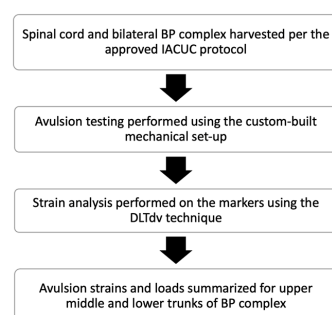 Spinal cord and bilateral BP complex harvested per the
approved IACUC protocol
Avulsion testing performed using the custom-built
mechanical set-up
Strain analysis performed on the markers using the
DLTdv technique
Avulsion strains and loads summarized for upper
middle and lower trunks of BP complex